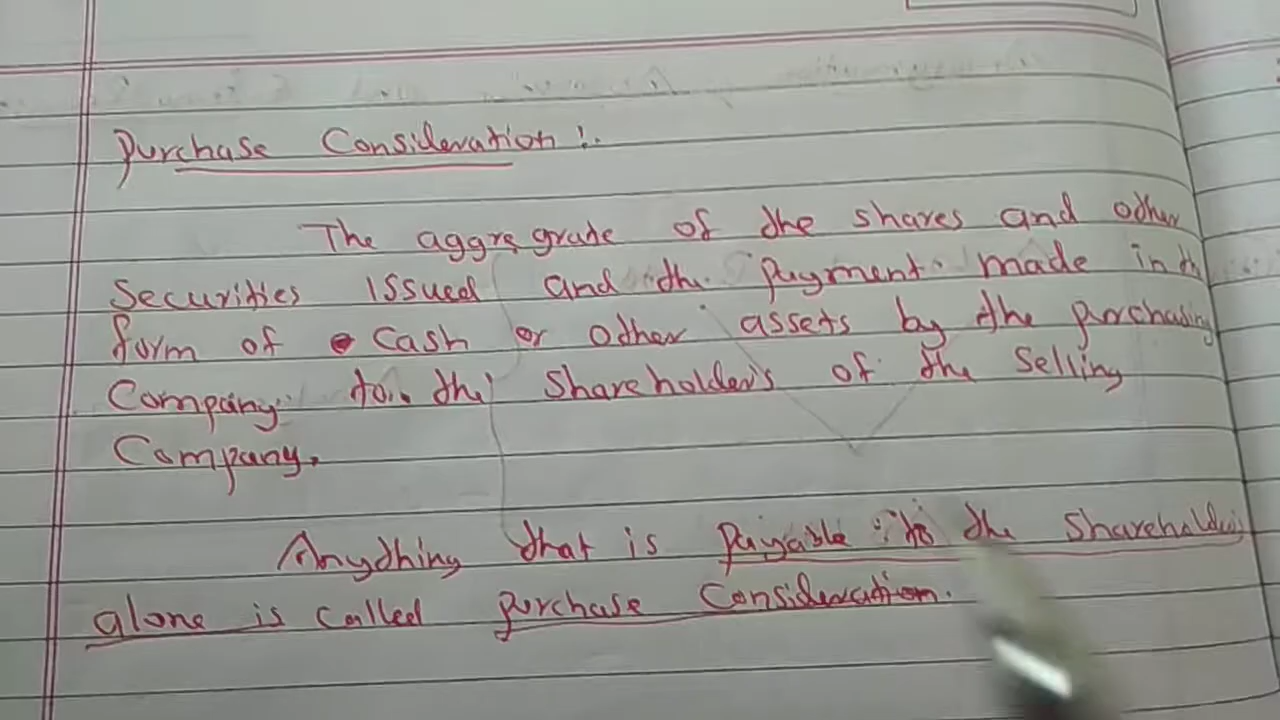 Purchase Consideration :-
The aggregrate of the shares and other
Securities issued and the payment made in the
form of Cash or other assets by the purchasing
Company to the Shareholder's of the Selling
Company.
Anything that is Payable to the Shareholders
alone is called purchase Consideration.